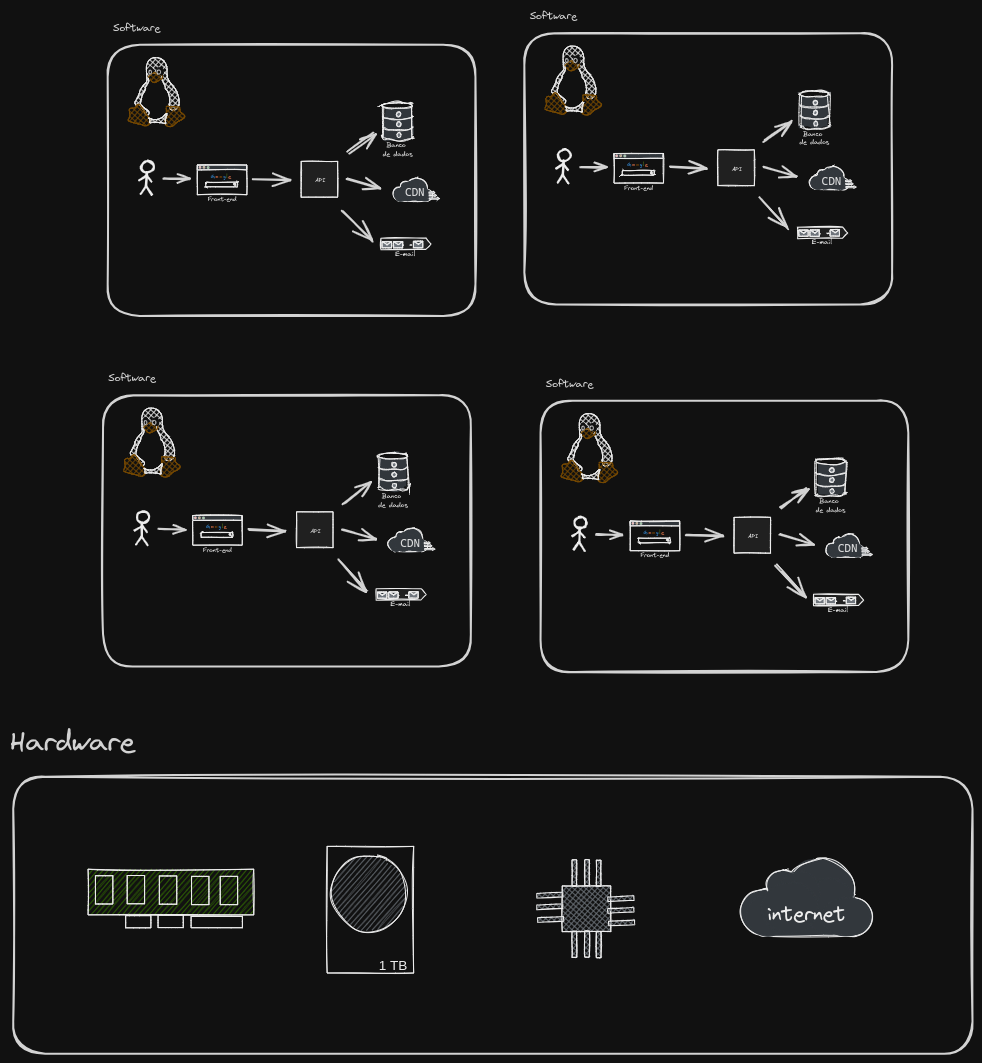 Software
Google
Front-end
API
Banco
de dados
CDN
E-mail
Software
Google
Front-end
API
Banco
de dados
CDN
E-mail
Software
Google
Front-end
API
Banco
de dados
CDN
E-mail
Software
Google
Front-end
API
Banco
de dados
CDN
E-mail
Hardware
1 TB
internet